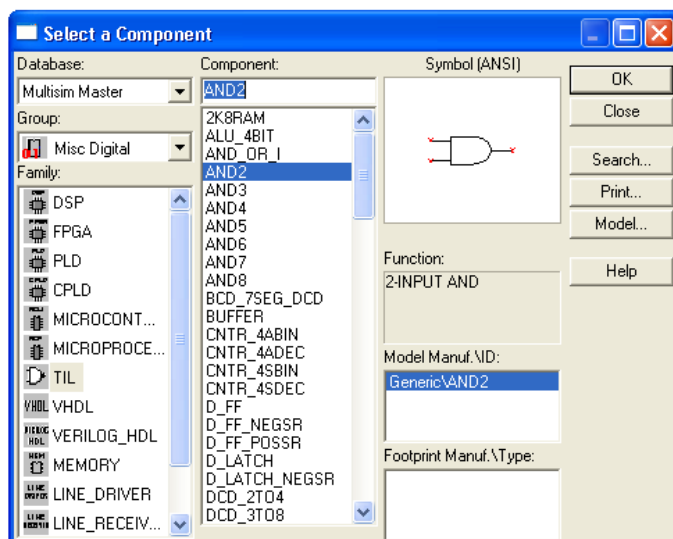 Select a Component
Database:
Multisim Master
Group:
Misc Digital
Family:
DSP
FPGA
PLD
CPLD
MICROCONT...
MICROPROCE...
TIL
VHDL
VHDL
VERILOG_HDL
HDL
MEMORY
LINE_DRIVER
LINE_RECEIV...
Component:
AND2
2K8RAM
ALU_4BIT
AND_OR_I
AND2
AND3
AND4
AND5
AND6
AND7
AND8
BCD_7SEG_DCD
BUFFER
CNTR_4ABIN
CNTR_4ADEC
CNTR_4SBIN
CNTR_4SDEC
D_FF
D_FF_NEGSR
D_FF_POSSR
D_LATCH
D_LATCH_NEGSR
DCD_2TO4
DCD_3TO8
Symbol (ANSI)
Function:
2-INPUT AND
Model Manuf.\ID:
Generic\AND2
Footprint Manuf.\Type:
OK
Close
Search...
Print...
Model...
Help